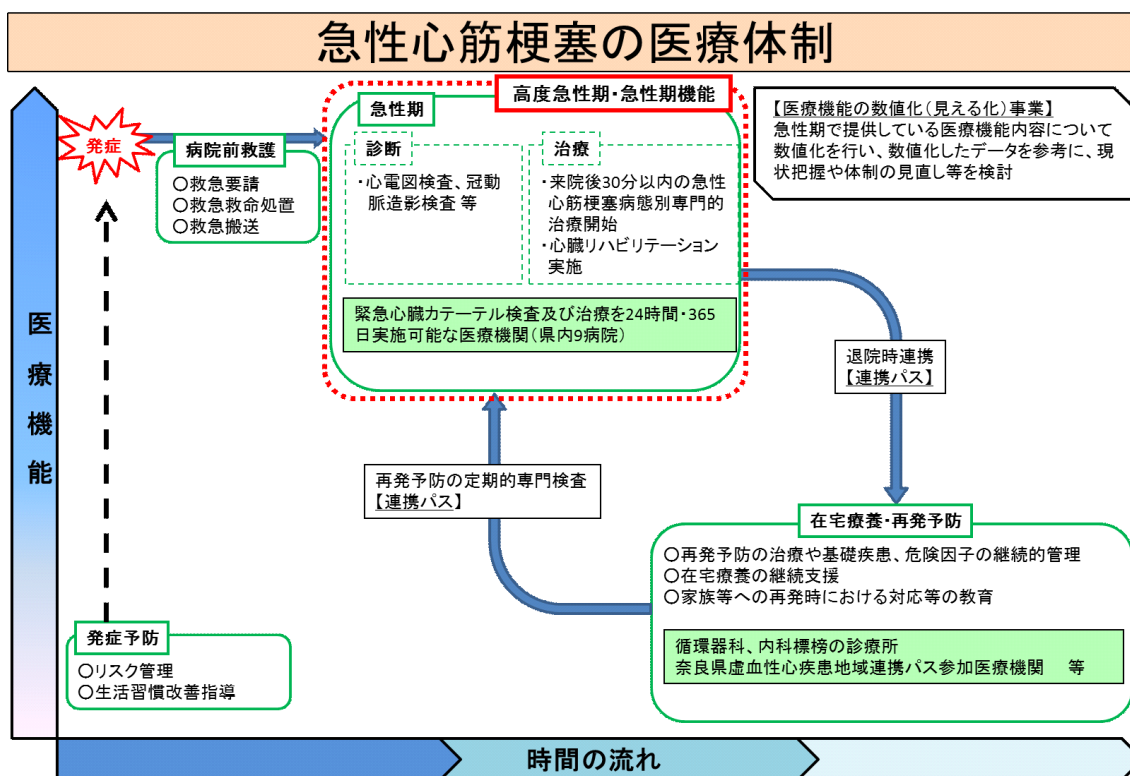 急性心筋梗塞の医療体制
高度急性期・急性期機能
急性期
【医療機能の数値化(見える化)事業】
急性期で提供している医療機能内容について
数値化を行い、数値化したデータを参考に、現
状把握や体制の見直し等を検討
発症
病院前救護
○救急要請
○救急救命処置
○救急搬送
診断
・心電図検査、冠動
脈造影検査 等
治療
・来院後30分以内の急性
心筋梗塞病態別専門的
治療開始
・心臓リハビリテーション
実施
緊急心臓カテーテル検査及び治療を24時間・365
日実施可能な医療機関(県内9病院)
医療機能
退院時連携
【連携パス】
再発予防の定期的専門検査
【連携パス】
在宅療養・再発予防
○再発予防の治療や基礎疾患、危険因子の継続的管理
○在宅療養の継続支援
○家族等への再発時における対応等の教育
循環器科、内科標榜の診療所
奈良県虚血性心疾患地域連携パス参加医療機関 等
発症予防
○リスク管理
○生活習慣改善指導
時間の流れ